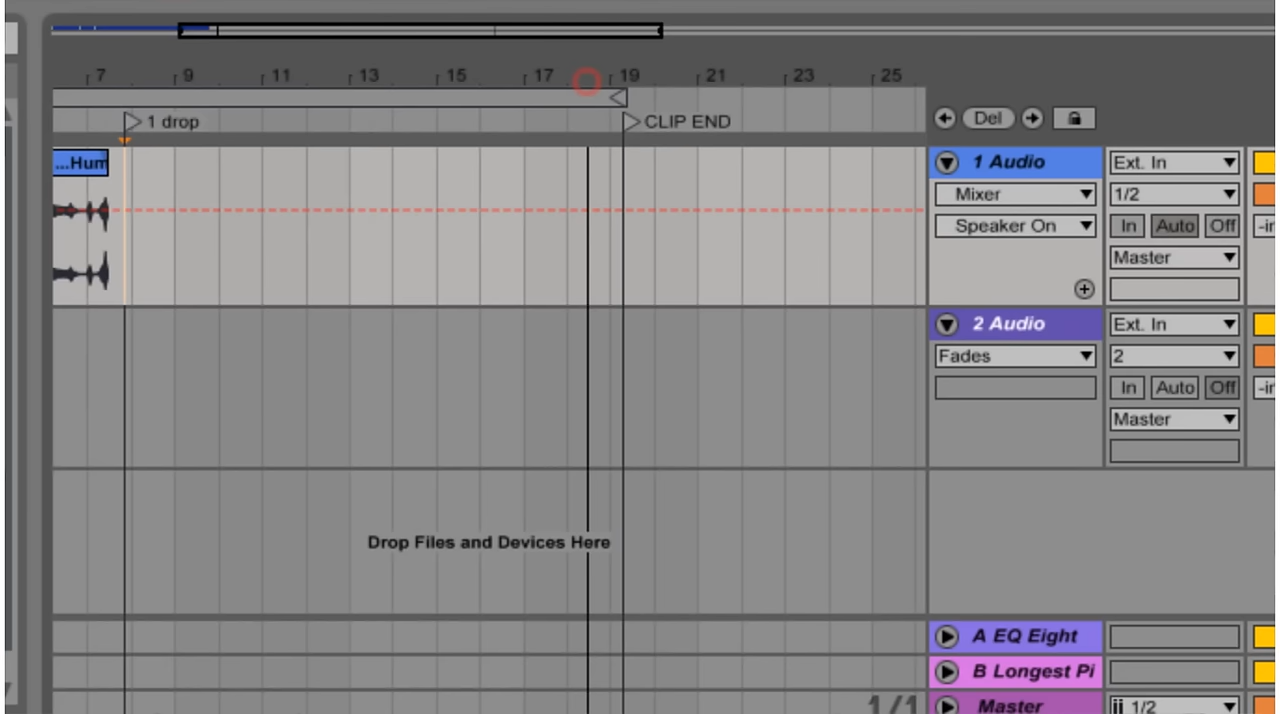 7 9 11 13 15 17 19 21 23 25
1 drop CLIP END Del
...Hum 1 Audio Ext. In
Mixer 1/2
Speaker On In Auto Off -in
Master
2 Audio Ext. In
Fades 2
In Auto Off -in
Master
Drop Files and Devices Here
A EQ Eight
B Longest Pi
1/1 Master 1/2